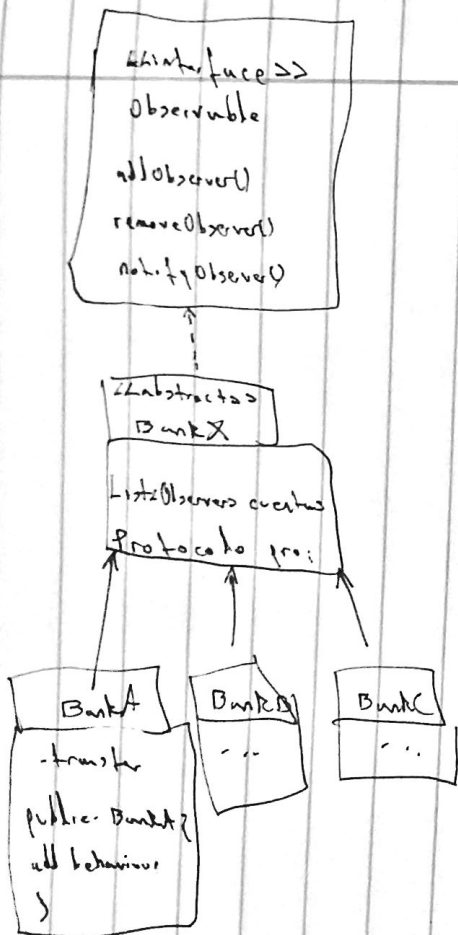 <<interface>>
Observable
addObserver()
removeObserver()
notifyObserver()
<<abstracta>>
BankX
List<Observers cuentas
Protocolo pro;
BankA
-transfer
public BankA{
add behaviour
}
BankB
...
BankC
...